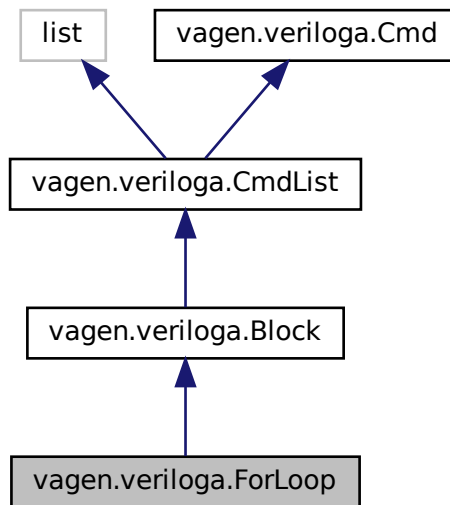 list
vagen.veriloga.Cmd
vagen.veriloga.CmdList
vagen.veriloga.Block
vagen.veriloga.ForLoop